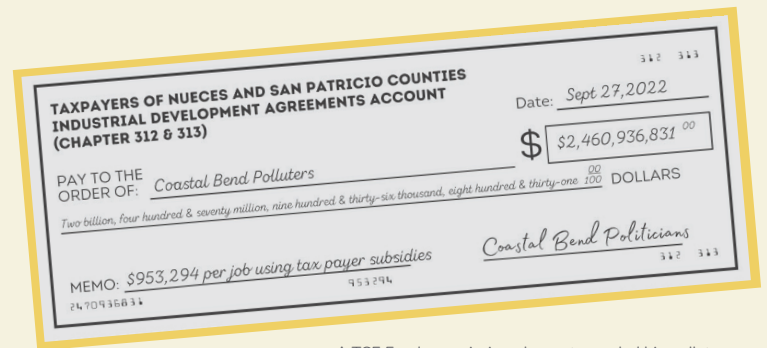 312 313
TAXPAYERS OF NUECES AND SAN PATRICIO COUNTIES
INDUSTRIAL DEVELOPMENT AGREEMENTS ACCOUNT
(CHAPTER 312 & 313)
Date: Sept 27,2022
$ $2,460,936,831 00
PAY TO THE
ORDER OF: Coastal Bend Polluters
Two billion, four hundred & seventy million, nine hundred & thirty-six thousand, eight hundred & thirty-one 00/100 DOLLARS
MEMO: $953,294 per job using tax payer subsidies
Coastal Bend Politicians
2470936831
953294
312 313